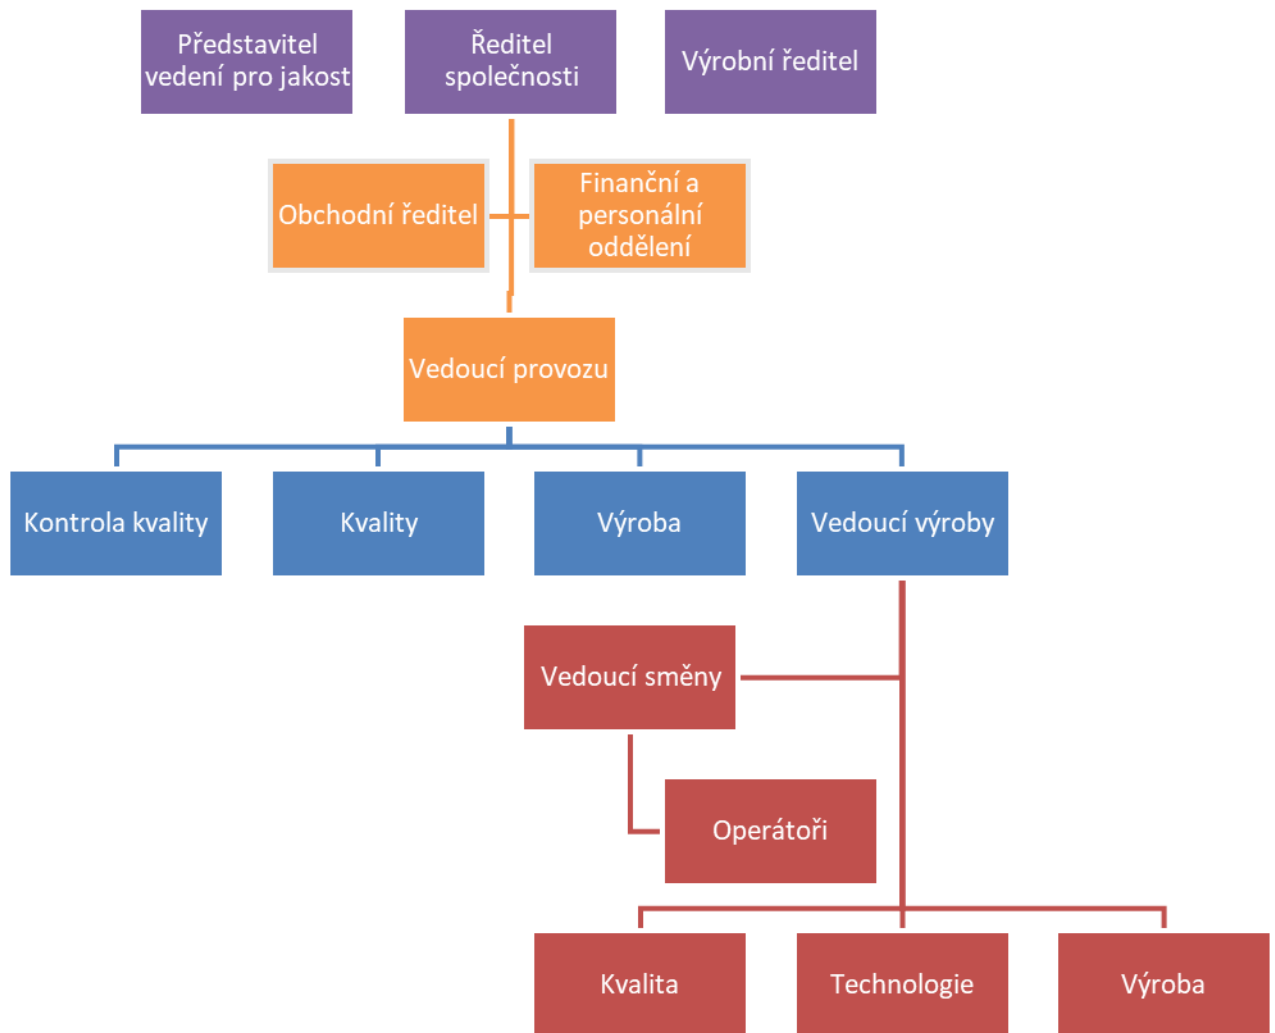 Představitel
vedení pro jakost
Ředitel
společnosti
Výrobní ředitel
Obchodní ředitel
Finanční a
personální
oddělení
Vedoucí provozu
Kontrola kvality
Kvality
Výroba
Vedoucí výroby
Vedoucí směny
Operátoři
Kvalita
Technologie
Výroba